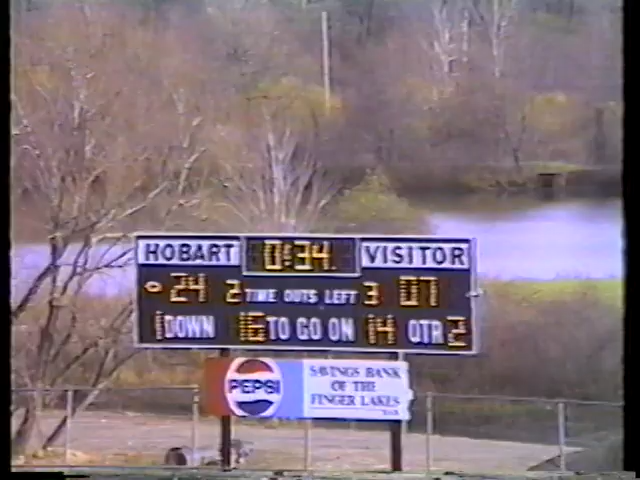 HOBART 0:34 VISITOR
24 2 TIME OUTS LEFT 3 07
1 DOWN 16 TO GO ON 14 QTR 2
PEPSI
SAVINGS BANK
OF THE
FINGER LAKES